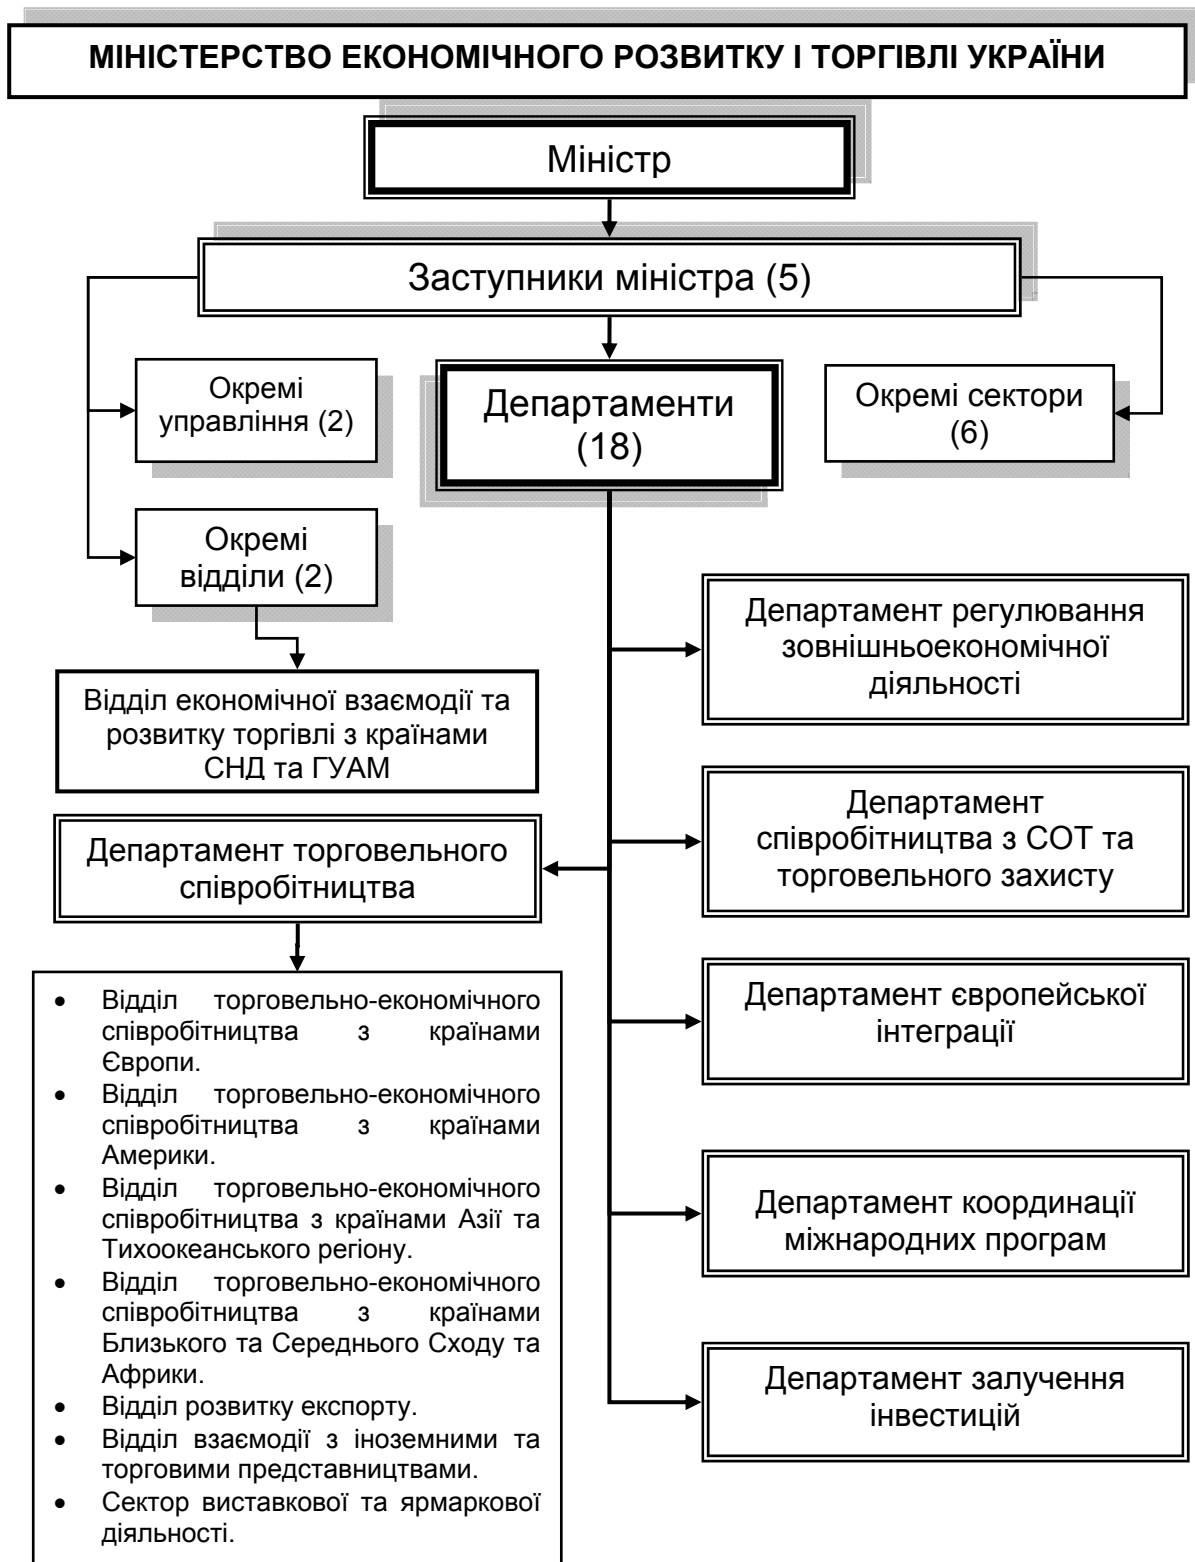 МІНІСТЕРСТВО ЕКОНОМІЧНОГО РОЗВИТКУ І ТОРГІВЛІ УКРАЇНИ
Міністр
Заступники міністра (5)
Окремі
управління (2)
Департаменти
(18)
Окремі сектори
(6)
Окремі
відділи (2)
Відділ економічної взаємодії та
розвитку торгівлі з країнами
СНД та ГУАМ
Департамент торговельного
співробітництва
• Відділ торговельно-економічного
співробітництва з країнами
Європи.
• Відділ торговельно-економічного
співробітництва з країнами
Америки.
• Відділ торговельно-економічного
співробітництва з країнами Азії та
Тихоокеанського регіону.
• Відділ торговельно-економічного
співробітництва з країнами
Близького та Середнього Сходу та
Африки.
• Відділ розвитку експорту.
• Відділ взаємодії з іноземними та
торговими представництвами.
• Сектор виставкової та ярмаркової
діяльності.
Департамент регулювання
зовнішньоекономічної
діяльності
Департамент
співробітництва з СОТ та
торговельного захисту
Департамент європейської
інтеграції
Департамент координації
міжнародних програм
Департамент залучення
інвестицій